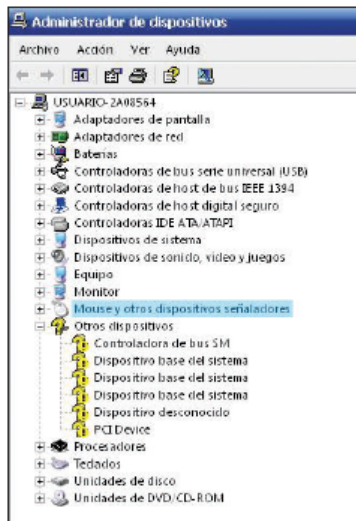 Administrador de dispositivos
Archivo Acción Ver Ayuda
USUARIO-2A08564
Adaptadores de pantalla
Adaptadores de red
Baterías
Controladoras de bus serie universal (USB)
Controladoras de host de bus IEEE 1394
Controladoras de host digital seguro
Controladoras IDE ATA/ATAPI
Dispositivos de sistema
Dispositivos de sonido, vídeo y juegos
Equipo
Monitor
Mouse y otros dispositivos señaladores
Otros dispositivos
Controladora de bus SM
Dispositivo base del sistema
Dispositivo base del sistema
Dispositivo base del sistema
Dispositivo desconocido
PCI Device
Procesadores
Teclados
Unidades de disco
Unidades de DVD/CD-ROM